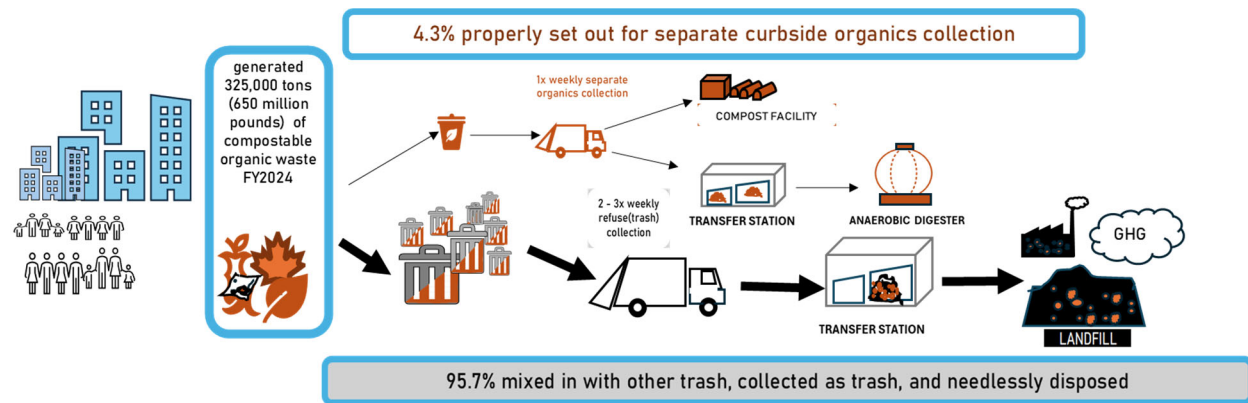 4.3% properly set out for separate curbside organics collection
generated
325,000 tons
(650 million
pounds) of
compostable
organic waste
FY2024
1x weekly separate
organics collection
COMPOST FACILITY
2 - 3x weekly
refuse(trash)
collection
TRANSFER STATION
ANAEROBIC DIGESTER
GHG
TRANSFER STATION
LANDFILL
95.7% mixed in with other trash, collected as trash, and needlessly disposed